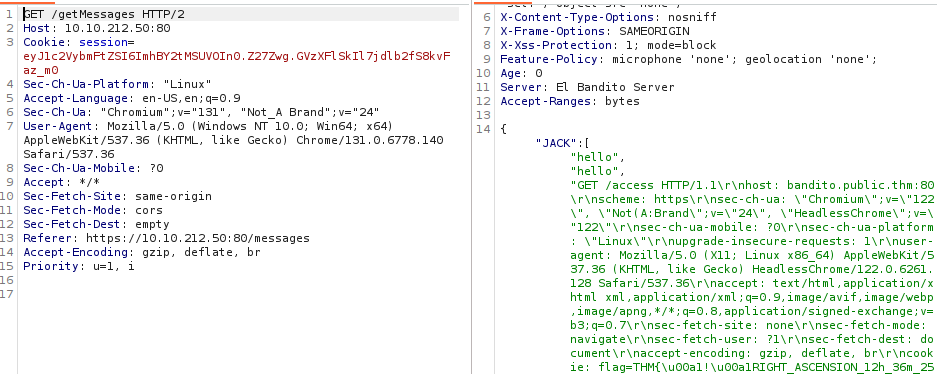 1 GET /getMessages HTTP/2
2 Host: 10.10.212.50:80
3 Cookie: session=
eyJ1c2VybmFtZSI6ImhBY2tMSUVOIn0.Z27Zwg.GVzXFlSkIl7jdlb2fS8kvF
az_m0
4 Sec-Ch-Ua-Platform: "Linux"
5 Accept-Language: en-US,en;q=0.9
6 Sec-Ch-Ua: "Chromium";v="131", "Not_A Brand";v="24"
7 User-Agent: Mozilla/5.0 (Windows NT 10.0; Win64; x64)
AppleWebKit/537.36 (KHTML, like Gecko) Chrome/131.0.6778.140
Safari/537.36
8 Sec-Ch-Ua-Mobile: ?0
9 Accept: */*
10 Sec-Fetch-Site: same-origin
11 Sec-Fetch-Mode: cors
12 Sec-Fetch-Dest: empty
13 Referer: https://10.10.212.50:80/messages
14 Accept-Encoding: gzip, deflate, br
15 Priority: u=1, i
16
17
6 X-Content-Type-Options: nosniff
7 X-Frame-Options: SAMEORIGIN
8 X-Xss-Protection: 1; mode=block
9 Feature-Policy: microphone 'none'; geolocation 'none';
10 Age: 0
11 Server: El Bandito Server
12 Accept-Ranges: bytes
13
14 {
"JACK":[
"hello",
"hello",
"GET /access HTTP/1.1\r\nhost: bandito.public.thm:80
\r\nscheme: https\r\nsec-ch-ua: \"Chromium\";v=\"122
\", \"Not(A:Brand\";v=\"24\", \"HeadlessChrome\";v=\
"122\"\r\nsec-ch-ua-mobile: ?0\r\nsec-ch-ua-platform
: \"Linux\"\r\nupgrade-insecure-requests: 1\r\nuser-
agent: Mozilla/5.0 (X11; Linux x86_64) AppleWebKit/5
37.36 (KHTML, like Gecko) HeadlessChrome/122.0.6261.
128 Safari/537.36\r\naccept: text/html,application/x
html xml,application/xml;q=0.9,image/avif,image/webp
,image/apng,*/*;q=0.8,application/signed-exchange;v=
b3;q=0.7\r\nsec-fetch-site: none\r\nsec-fetch-mode:
navigate\r\nsec-fetch-user: ?1\r\nsec-fetch-dest: do
cument\r\naccept-encoding: gzip, deflate, br\r\ncook
ie: flag=THM{\u00a1!\u00a1RIGHT_ASCENSION_12h_36m_25